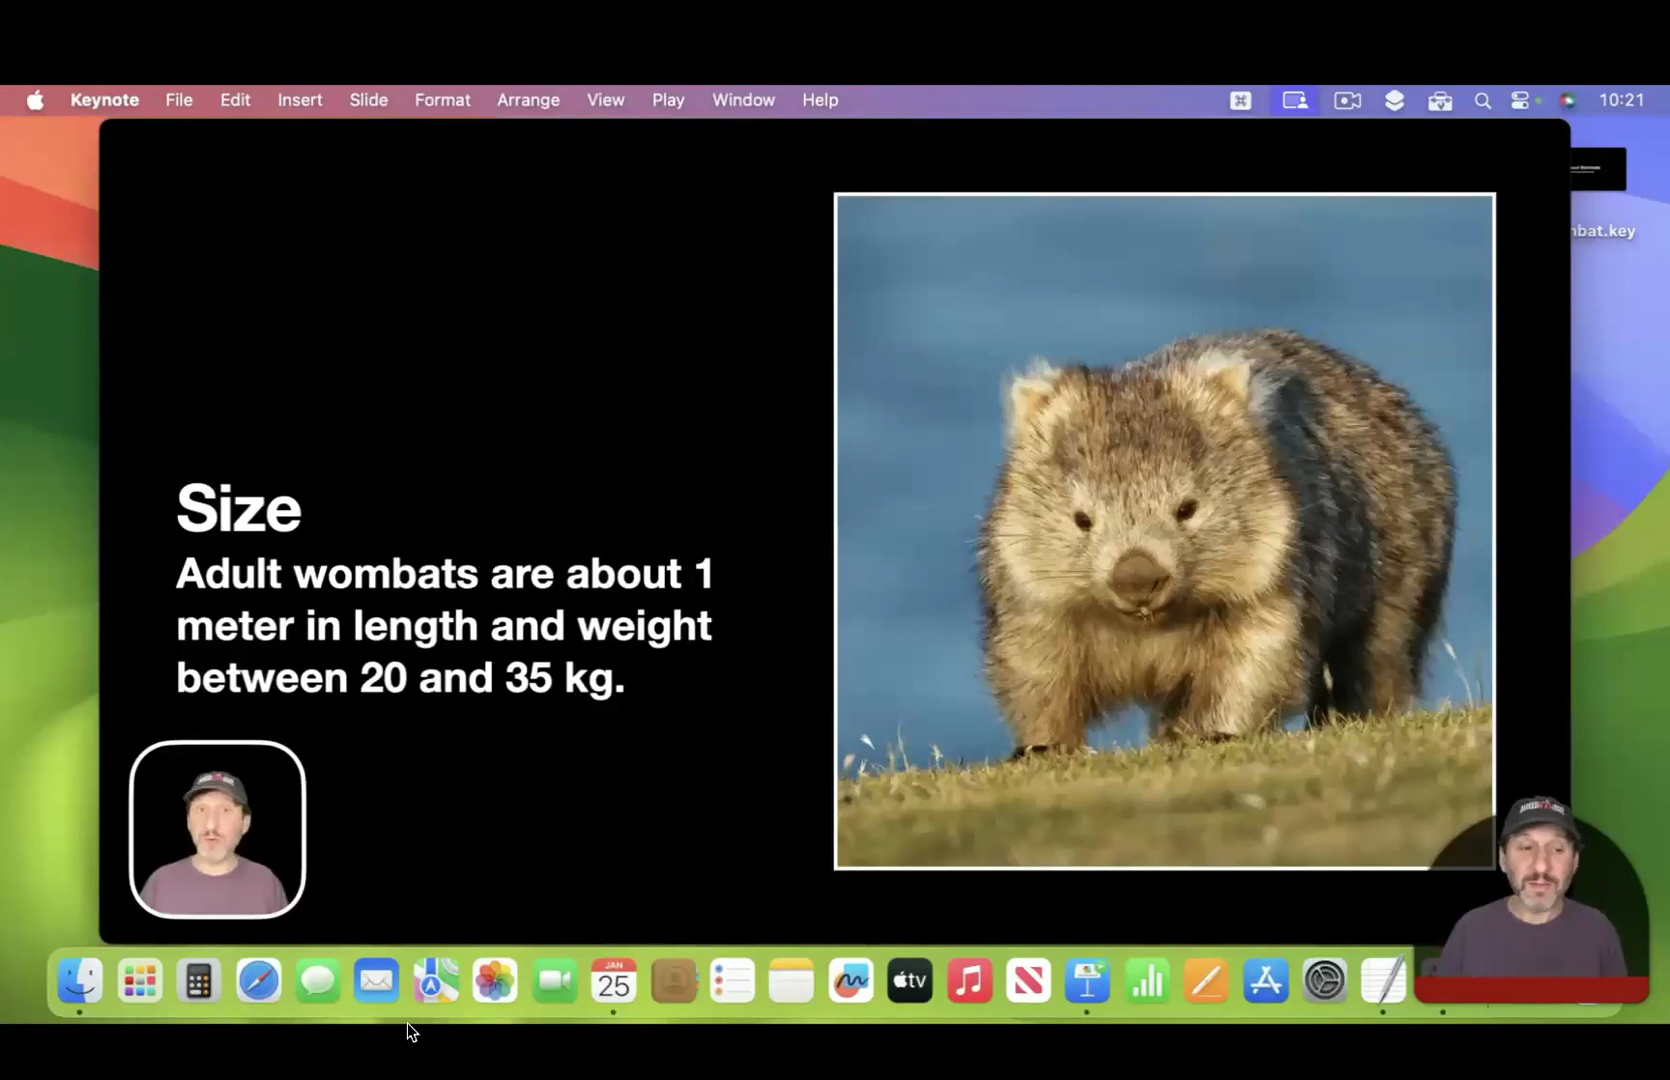 Keynote File Edit Insert Slide Format Arrange View Play Window Help 10:21
mbat.key
Size
Adult wombats are about 1
meter in length and weight
between 20 and 35 kg.
JAN
25
tv